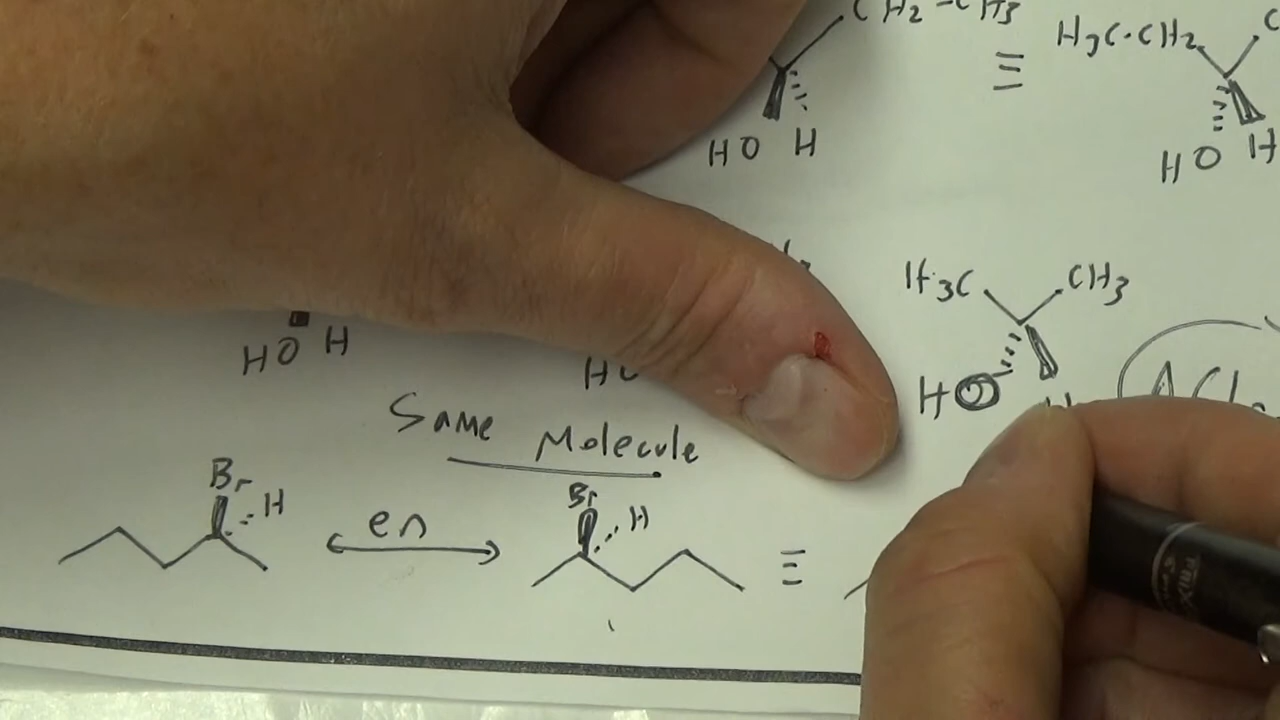 CH2-CH3
H3C·CH2
HO H
HO H
H3C CH3
HO
HO H
Same Molecule
Br H
en
Br H